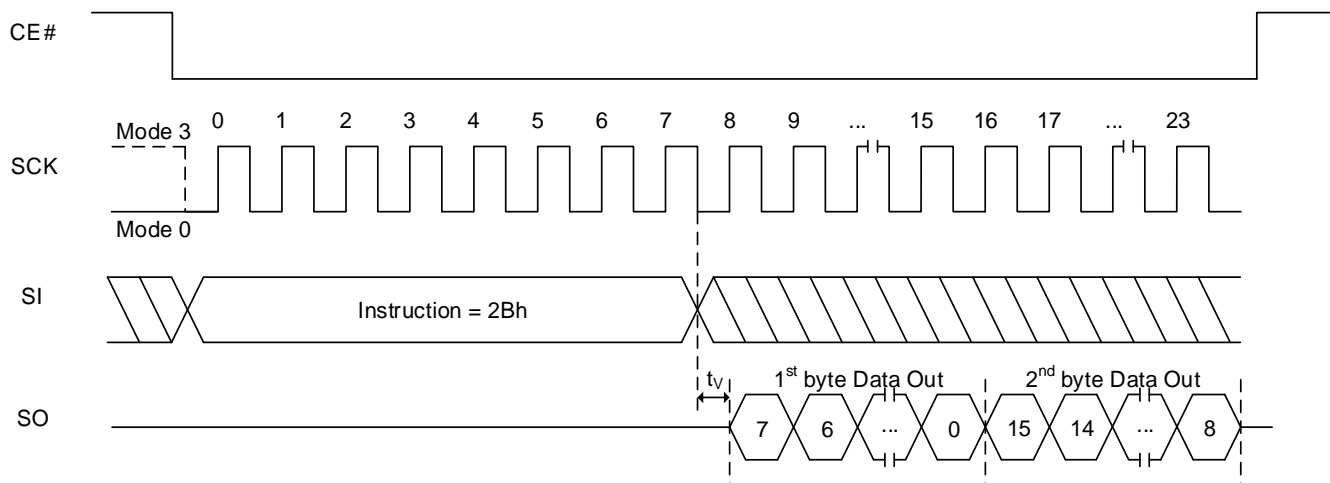 CE#
0 1 2 3 4 5 6 7 8 9 ... 15 16 17 ... 23
Mode 3
SCK
Mode 0
SI
Instruction = 2Bh
tV
1st byte Data Out
2nd byte Data Out
SO
7 6 ... 0 15 14 ... 8